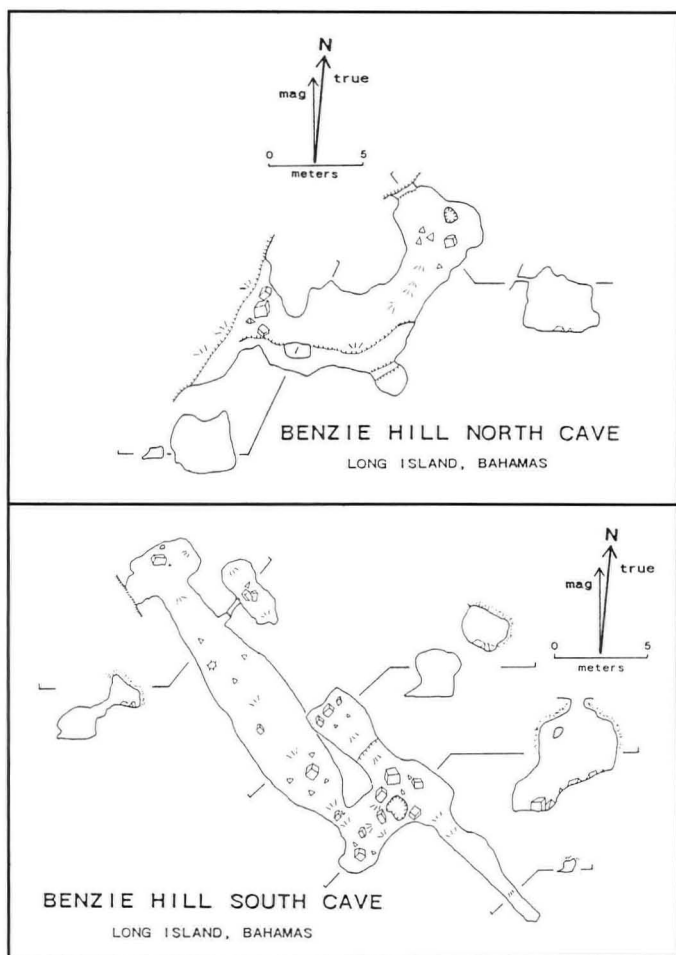 N
mag
true
0 5
meters
BENZIE HILL NORTH CAVE
LONG ISLAND, BAHAMAS
N
mag
true
0 5
meters
BENZIE HILL SOUTH CAVE
LONG ISLAND, BAHAMAS